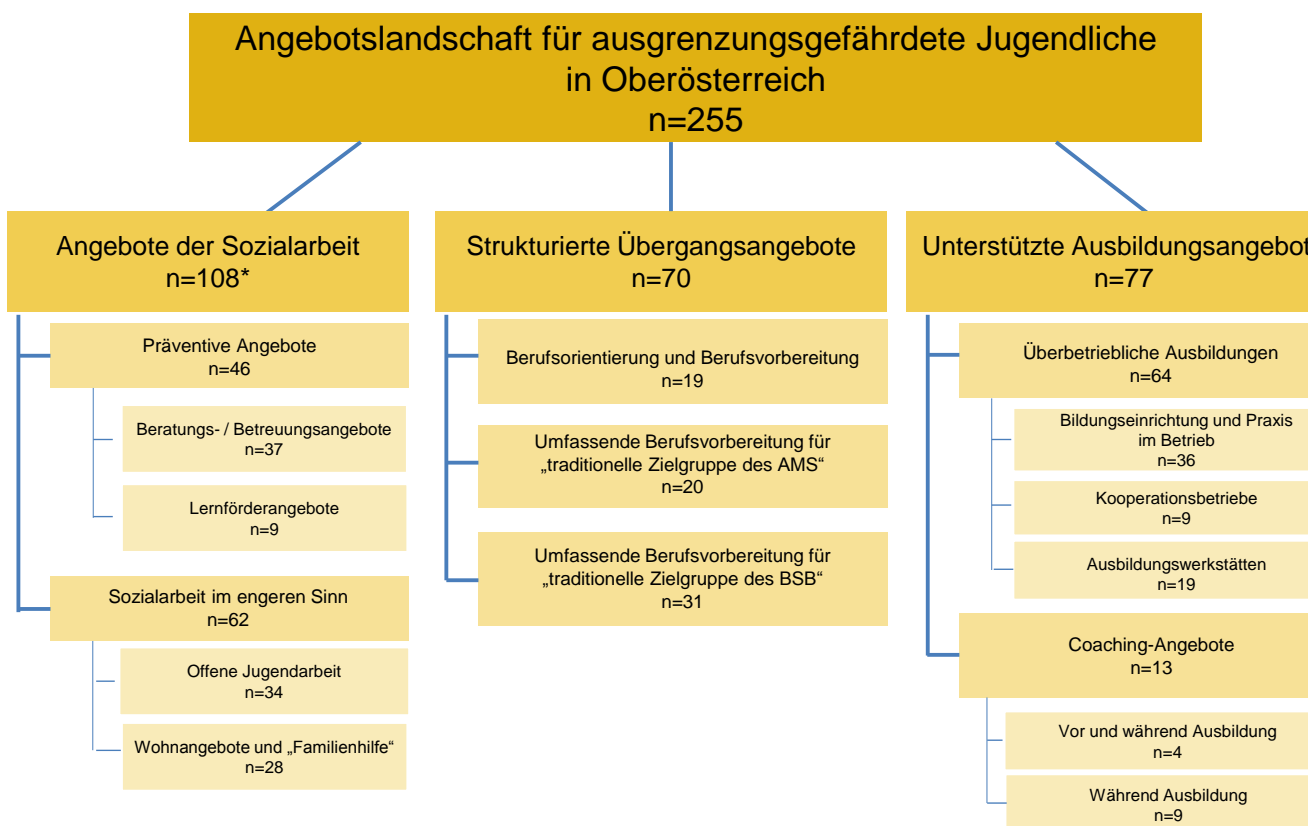 Angebotslandschaft für ausgrenzungsgefährdete Jugendliche
in Oberösterreich
n=255
Angebote der Sozialarbeit
n=108*
Präventive Angebote
n=46
Beratungs- / Betreuungsangebote
n=37
Lernförderangebote
n=9
Sozialarbeit im engeren Sinn
n=62
Offene Jugendarbeit
n=34
Wohnangebote und „Familienhilfe“
n=28
Strukturierte Übergangsangebote
n=70
Berufsorientierung und Berufsvorbereitung
n=19
Umfassende Berufsvorbereitung für
„traditionelle Zielgruppe des AMS“
n=20
Umfassende Berufsvorbereitung für
„traditionelle Zielgruppe des BSB“
n=31
Unterstützte Ausbildungsangebot
n=77
Überbetriebliche Ausbildungen
n=64
Bildungseinrichtung und Praxis
im Betrieb
n=36
Kooperationsbetriebe
n=9
Ausbildungswerkstätten
n=19
Coaching-Angebote
n=13
Vor und während Ausbildung
n=4
Während Ausbildung
n=9